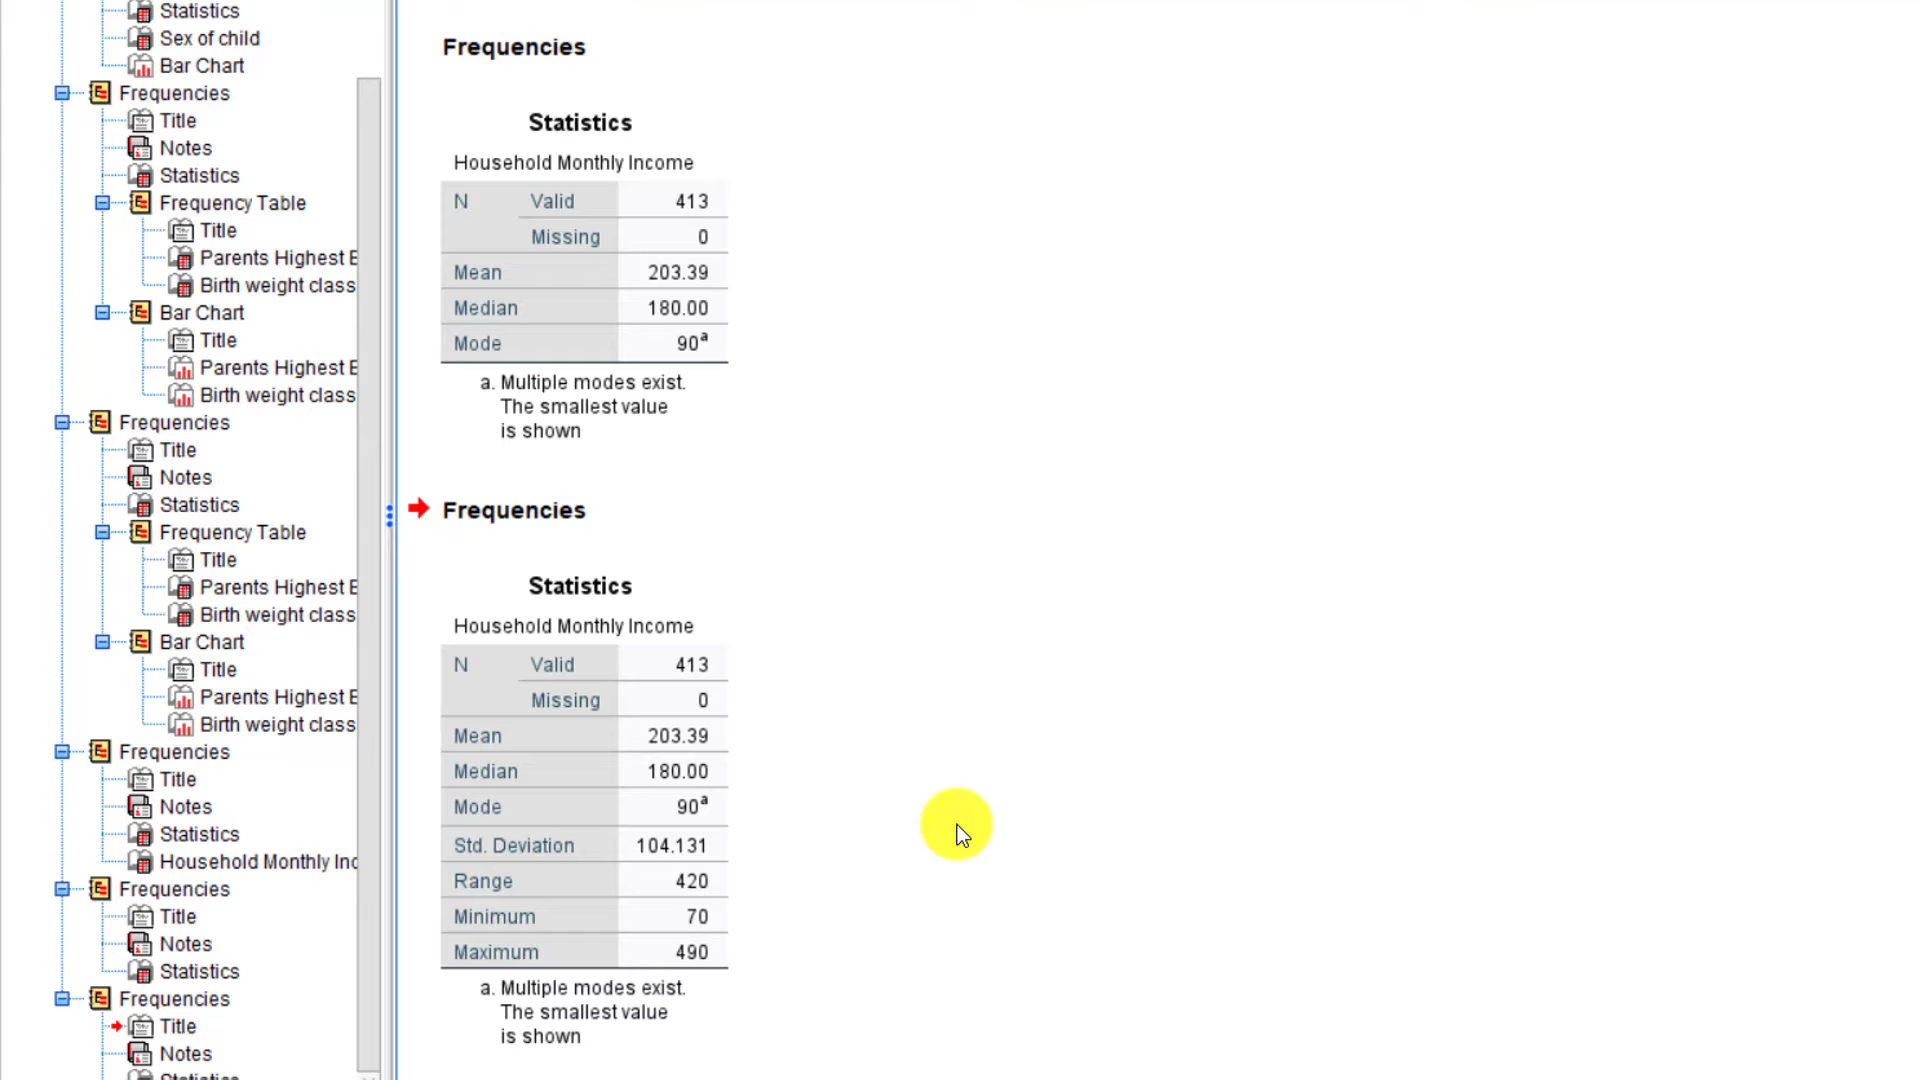 Statistics
Sex of child
Bar Chart
Frequencies
Title
Notes
Statistics
Frequency Table
Title
Parents Highest E
Birth weight class
Bar Chart
Title
Parents Highest E
Birth weight class
Frequencies
Title
Notes
Statistics
Frequency Table
Title
Parents Highest E
Birth weight class
Bar Chart
Title
Parents Highest E
Birth weight class
Frequencies
Title
Notes
Statistics
Household Monthly Inc
Frequencies
Title
Notes
Statistics
Frequencies
Title
Notes
Statistics
Frequencies
Statistics
Household Monthly Income
N Valid 413
Missing 0
Mean 203.39
Median 180.00
Mode 90a
a. Multiple modes exist.
The smallest value
is shown
Frequencies
Statistics
Household Monthly Income
N Valid 413
Missing 0
Mean 203.39
Median 180.00
Mode 90a
Std. Deviation 104.131
Range 420
Minimum 70
Maximum 490
a. Multiple modes exist.
The smallest value
is shown